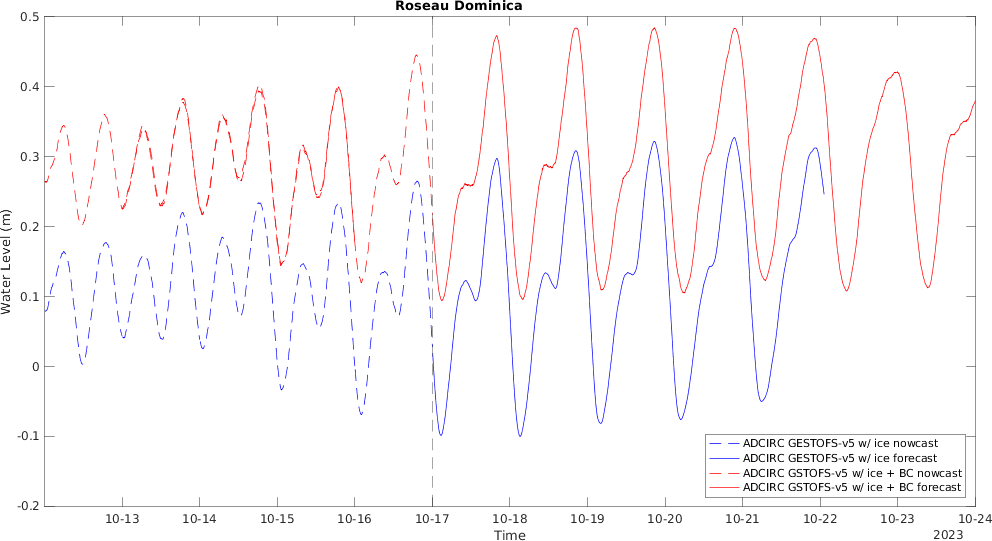 Roseau Dominica
0.5
0.4
0.3
0.2
0.1
0
-0.1
-0.2
Water Level (m)
ADCIRC GESTOFS-v5 w/ ice nowcast
ADCIRC GESTOFS-v5 w/ ice forecast
ADCIRC GSTOFS-v5 w/ ice + BC nowcast
ADCIRC GSTOFS-v5 w/ ice + BC forecast
10-13 10-14 10-15 10-16 10-17 10-18 10-19 10-20 10-21 10-22 10-23 10-24
Time
2023